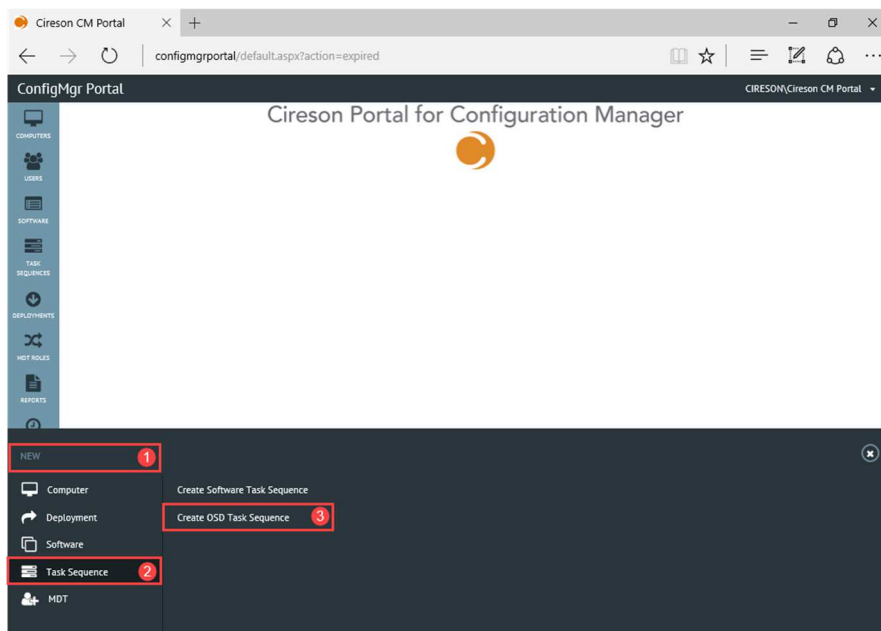 Cireson CM Portal
configmgrportal/default.aspx?action=expired
ConfigMgr Portal
CIRESON\Cireson CM Portal
Cireson Portal for Configuration Manager
COMPUTERS
USERS
SOFTWARE
TASK
SEQUENCES
DEPLOYMENTS
MDT ROLES
REPORTS
NEW 1
Computer
Create Software Task Sequence
Deployment
Create OSD Task Sequence 3
Software
Task Sequence 2
MDT